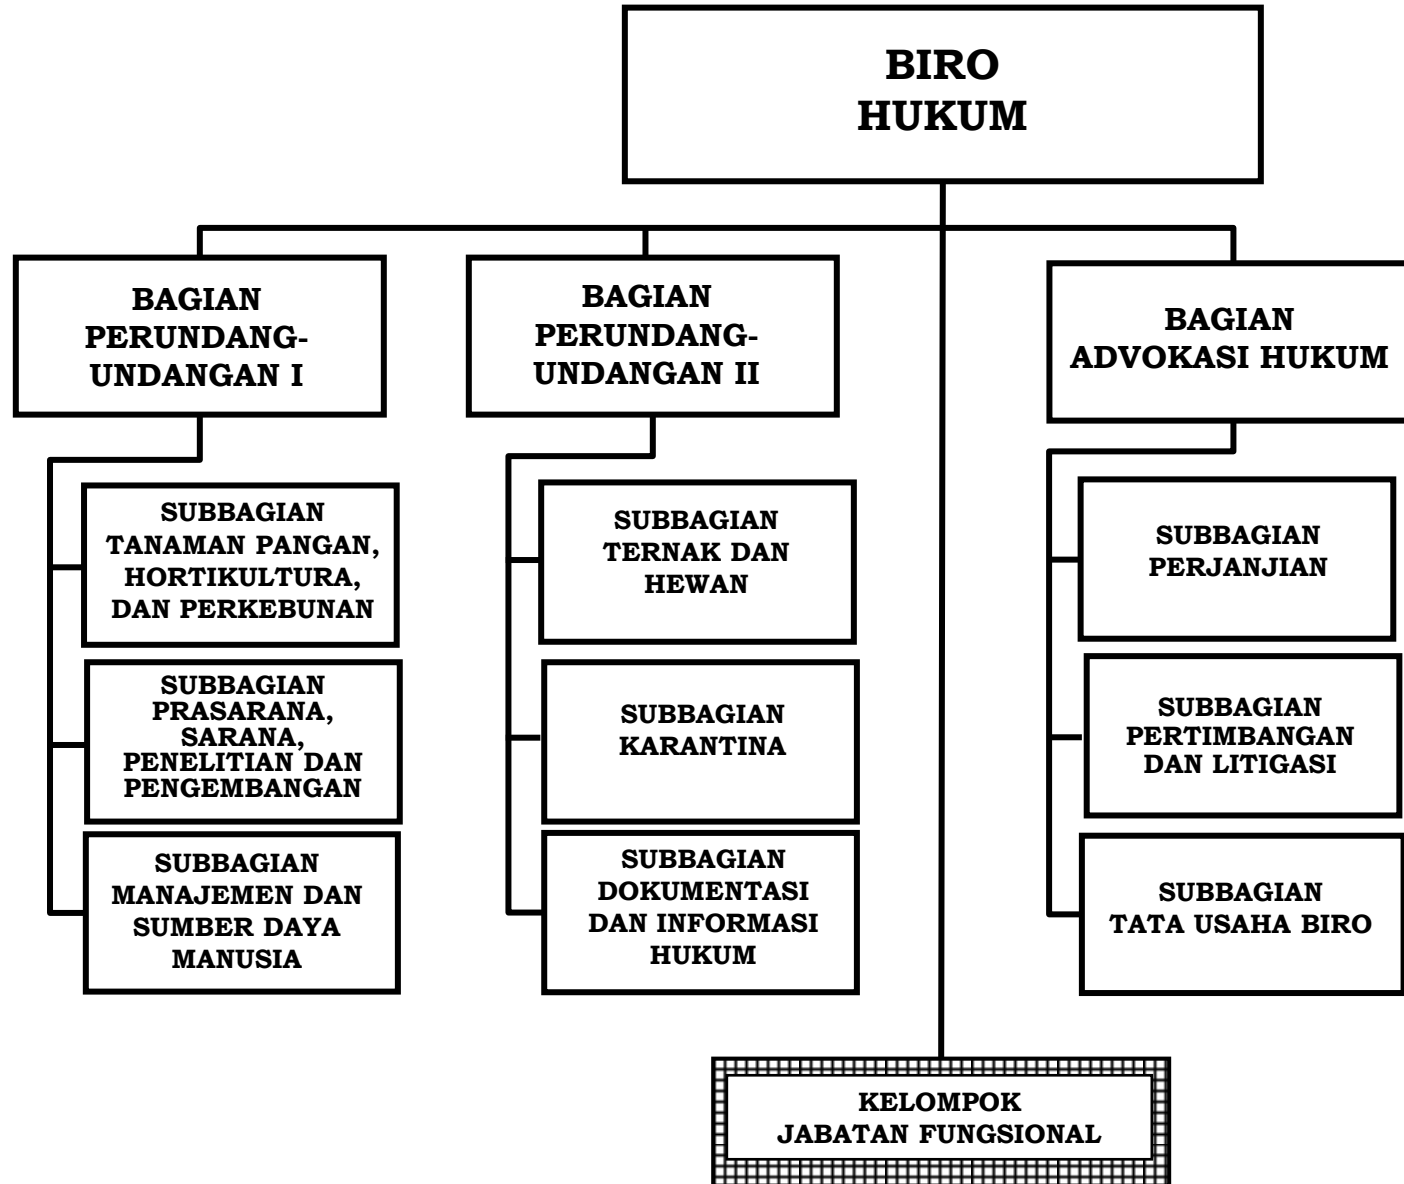 BIRO
HUKUM
BAGIAN
PERUNDANG-
UNDANGAN I
BAGIAN
PERUNDANG-
UNDANGAN II
BAGIAN
ADVOKASI HUKUM
SUBBAGIAN
TANAMAN PANGAN,
HORTIKULTURA,
DAN PERKEBUNAN
SUBBAGIAN
PRASARANA,
SARANA,
PENELITIAN DAN
PENGEMBANGAN
SUBBAGIAN
MANAJEMEN DAN
SUMBER DAYA
MANUSIA
SUBBAGIAN
TERNAK DAN
HEWAN
SUBBAGIAN
KARANTINA
SUBBAGIAN
DOKUMENTASI
DAN INFORMASI
HUKUM
SUBBAGIAN
PERJANJIAN
SUBBAGIAN
PERTIMBANGAN
DAN LITIGASI
SUBBAGIAN
TATA USAHA BIRO
KELOMPOK
JABATAN FUNGSIONAL